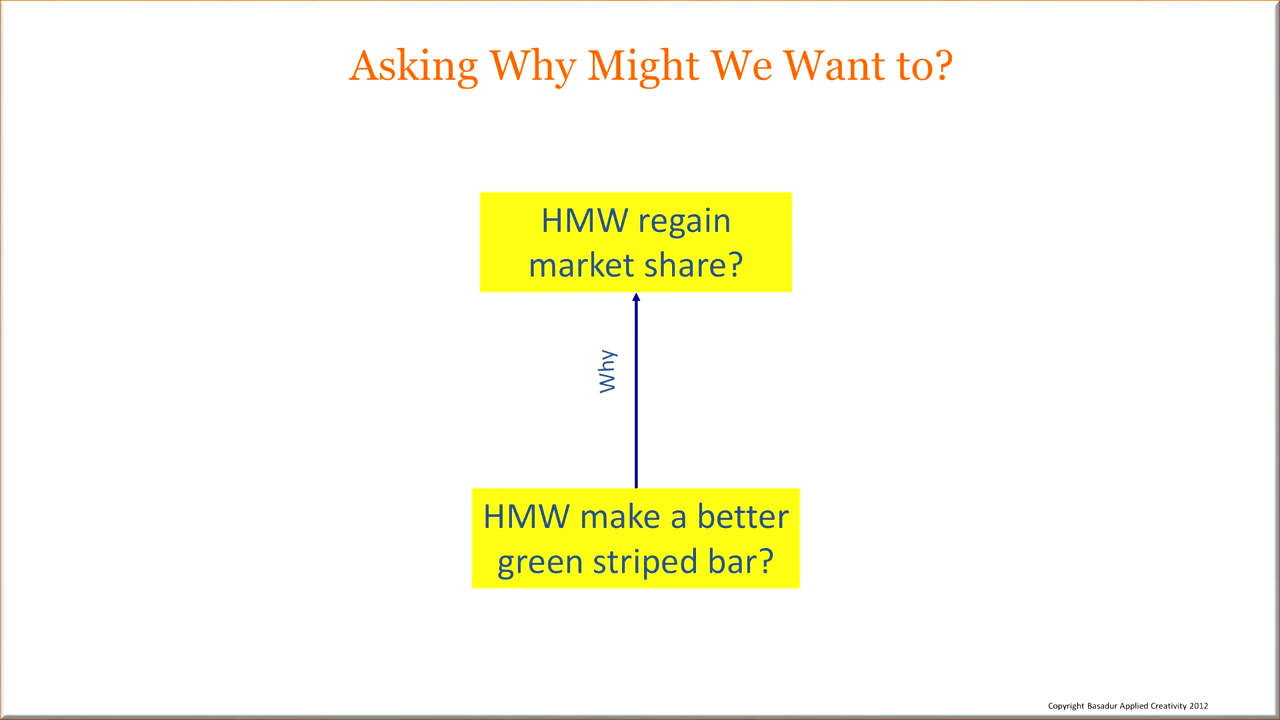 Asking Why Might We Want to?
HMW regain
market share?
Why
HMW make a better
green striped bar?
Copyright Basadur Applied Creativity 2012